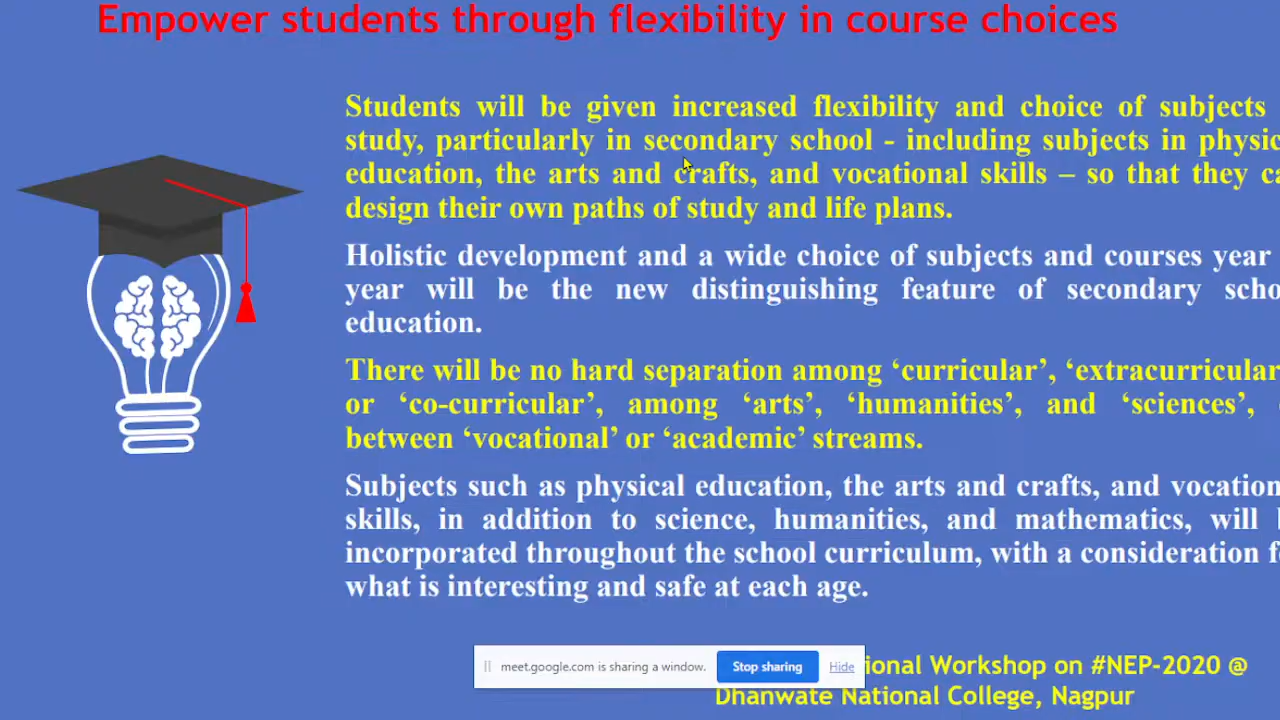 Empower students through flexibility in course choices
Students will be given increased flexibility and choice of subjects
study, particularly in secondary school - including subjects in physic
education, the arts and crafts, and vocational skills – so that they ca
design their own paths of study and life plans.
Holistic development and a wide choice of subjects and courses year
year will be the new distinguishing feature of secondary scho
education.
There will be no hard separation among ‘curricular’, ‘extracurricular
or ‘co-curricular’, among ‘arts’, ‘humanities’, and ‘sciences’,
between ‘vocational’ or ‘academic’ streams.
Subjects such as physical education, the arts and crafts, and vocation
skills, in addition to science, humanities, and mathematics, will
incorporated throughout the school curriculum, with a consideration f
what is interesting and safe at each age.
meet.google.com is sharing a window. Stop sharing Hide
ional Workshop on #NEP-2020 @
Dhanwate National College, Nagpur